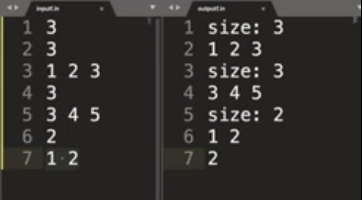 inputf.in
1 3
2 3
3 1 2 3
4 3
5 3 4 5
6 2
7 1 2
outputf.in
1 size: 3
2 1 2 3
3 size: 3
4 3 4 5
5 size: 2
6 1 2
7 2